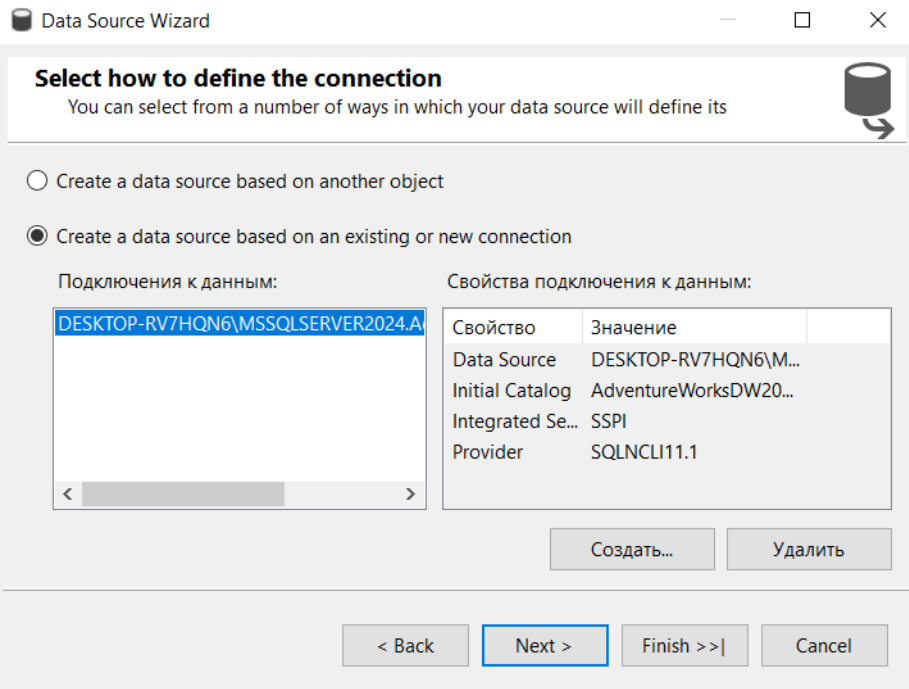 Data Source Wizard
Select how to define the connection
You can select from a number of ways in which your data source will define its
Create a data source based on another object
Create a data source based on an existing or new connection
Подключения к данным:
DESKTOP-RV7HQN6\MSSQLSERVER2024.A
Свойства подключения к данным:
Свойство Значение
Data Source DESKTOP-RV7HQN6\M...
Initial Catalog AdventureWorksDW20...
Integrated Se... SSPI
Provider SQLNCLI11.1
Создать... Удалить
< Back Next > Finish >>| Cancel